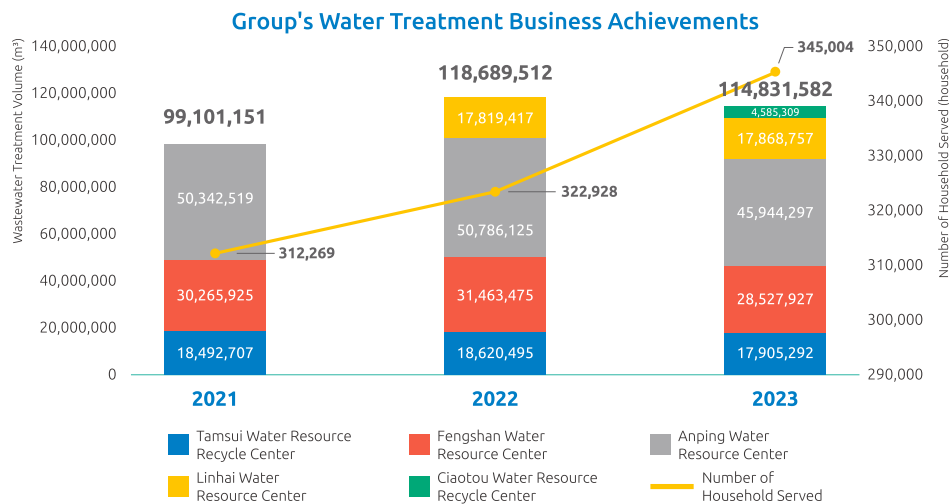 Group's Water Treatment Business Achievements
Wastewater Treatment Volume (m³)
140,000,000
120,000,000
100,000,000
80,000,000
60,000,000
40,000,000
20,000,000
0
99,101,151
50,342,519
30,265,925
18,492,707
312,269
2021
118,689,512
17,819,417
50,786,125
31,463,475
18,620,495
322,928
2022
345,004
114,831,582
4,585,309
17,868,757
45,944,297
28,527,927
17,905,292
2023
350,000
340,000
330,000
320,000
310,000
300,000
290,000
Number of Household Served (household)
Tamsui Water Resource
Recycle Center
Fengshan Water
Resource Center
Anping Water
Resource Center
Linhai Water
Resource Center
Ciaotou Water Resource
Recycle Center
Number of
Household Served